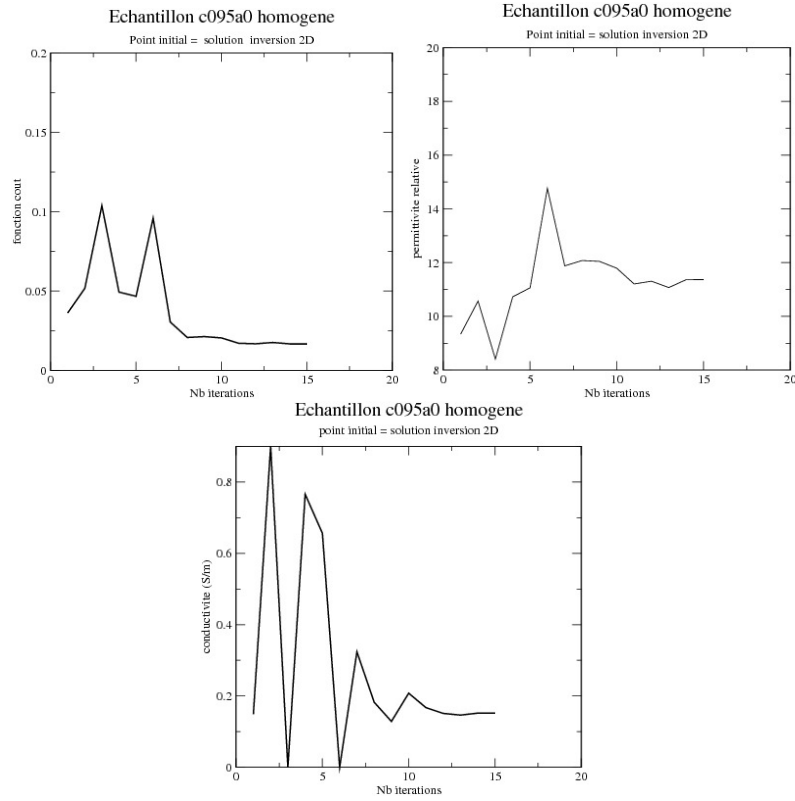 Echantillon c095a0 homogene
Point initial = solution inversion 2D
0.2
0.15
0.1
0.05
0
fonction cout
0
5
10
15
20
Nb iterations
Echantillon c095a0 homogene
Point initial = solution inversion 2D
20
18
16
14
12
10
8
permittivite relative
0
5
10
15
20
Nb iterations
Echantillon c095a0 homogene
point initial = solution inversion 2D
0.8
0.6
0.4
0.2
0
conductivite (S/m)
0
5
10
15
20
Nb iterations